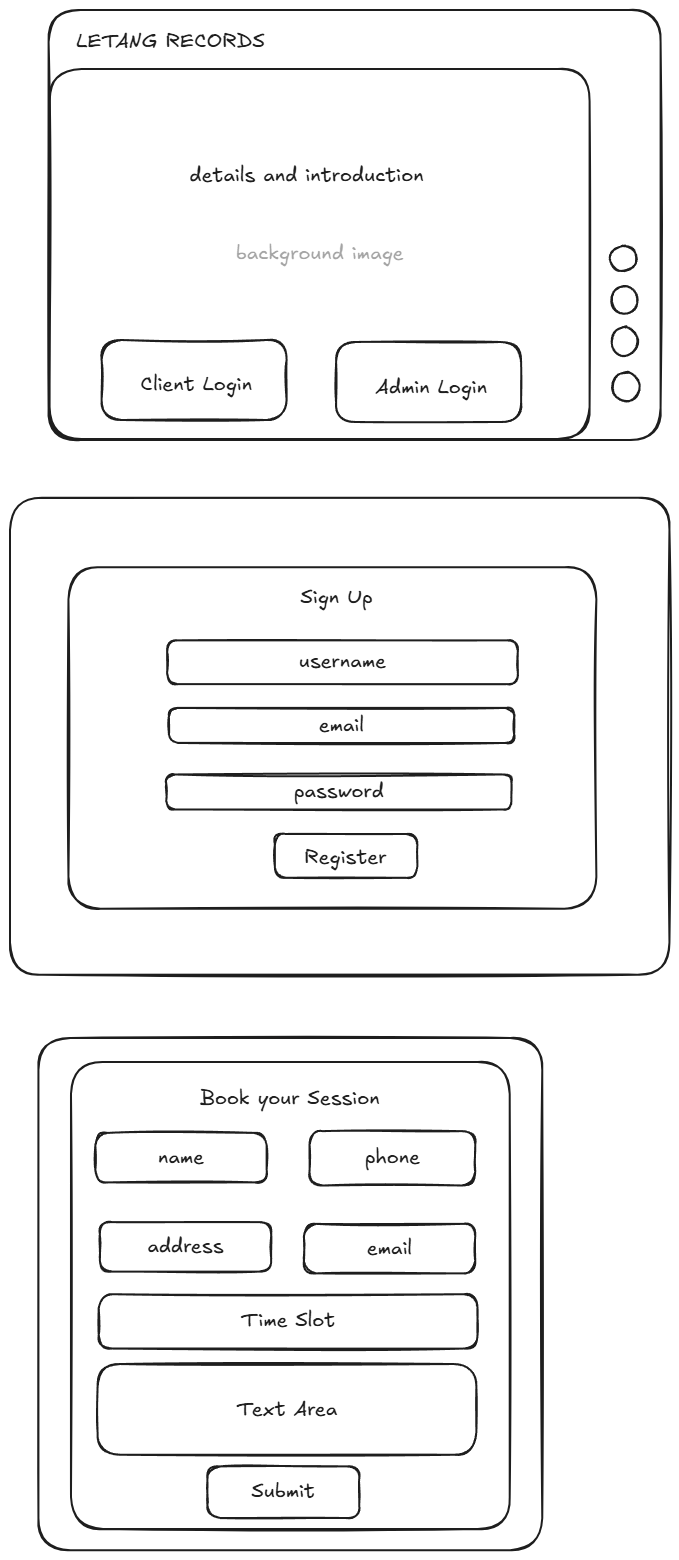 LETANG RECORDS
details and introduction
background image
Client Login
Admin Login
Sign Up
username
email
password
Register
Book your Session
name
phone
address
email
Time Slot
Text Area
Submit